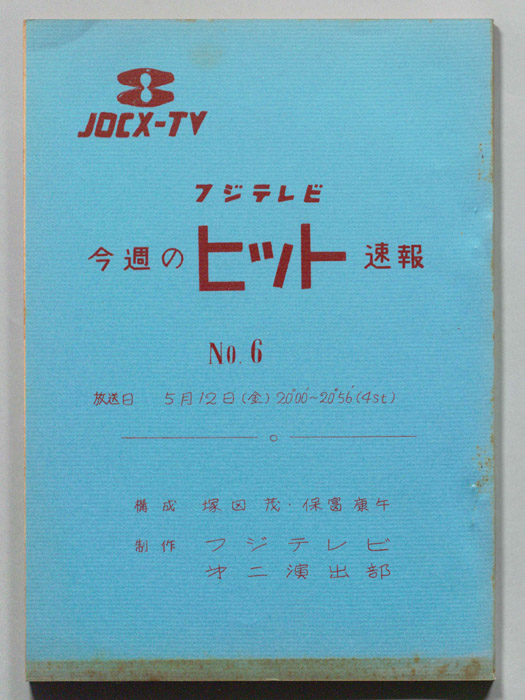 JOCX-TV
フジテレビ
今週のヒット速報
No. 6
放送日 5月12日(金) 20°00'~20°56'(4st)
構成 塚田茂・保富康午
制作 フジテレビ
第二演出部